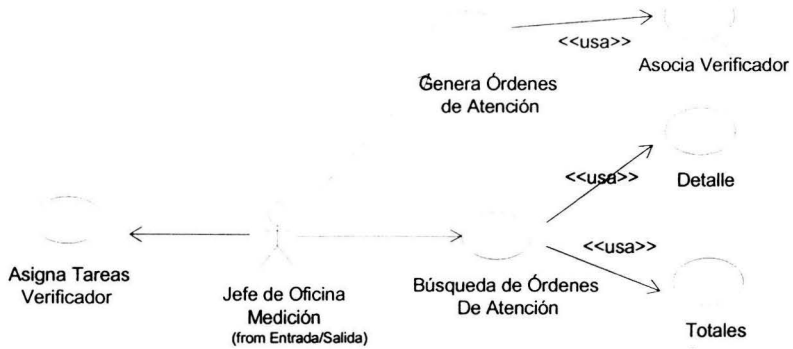 <<usa>>
Asocia Verificador
Genera Órdenes
de Atención
<<usa>>
Detalle
<<usa>>
Asigna Tareas
Verificador
Jefe de Oficina
Medición
(from Entrada/Salida)
Búsqueda de Órdenes
De Atención
Totales